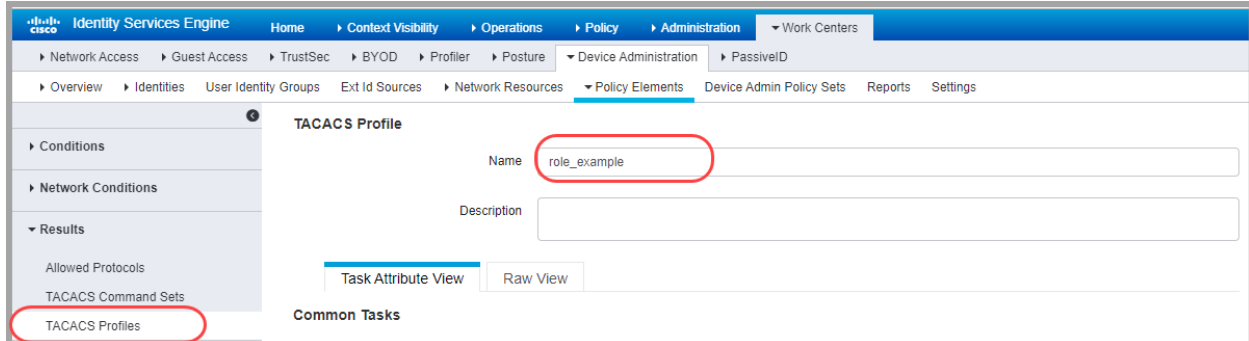 cisco Identity Services Engine Home Context Visibility Operations Policy Administration Work Centers
Network Access Guest Access TrustSec BYOD Profiler Posture Device Administration PassiveID
Overview Identities User Identity Groups Ext Id Sources Network Resources Policy Elements Device Admin Policy Sets Reports Settings
TACACS Profile
Conditions
Name role_example
Network Conditions
Description
Results
Allowed Protocols
Task Attribute View Raw View
TACACS Command Sets
Common Tasks
TACACS Profiles